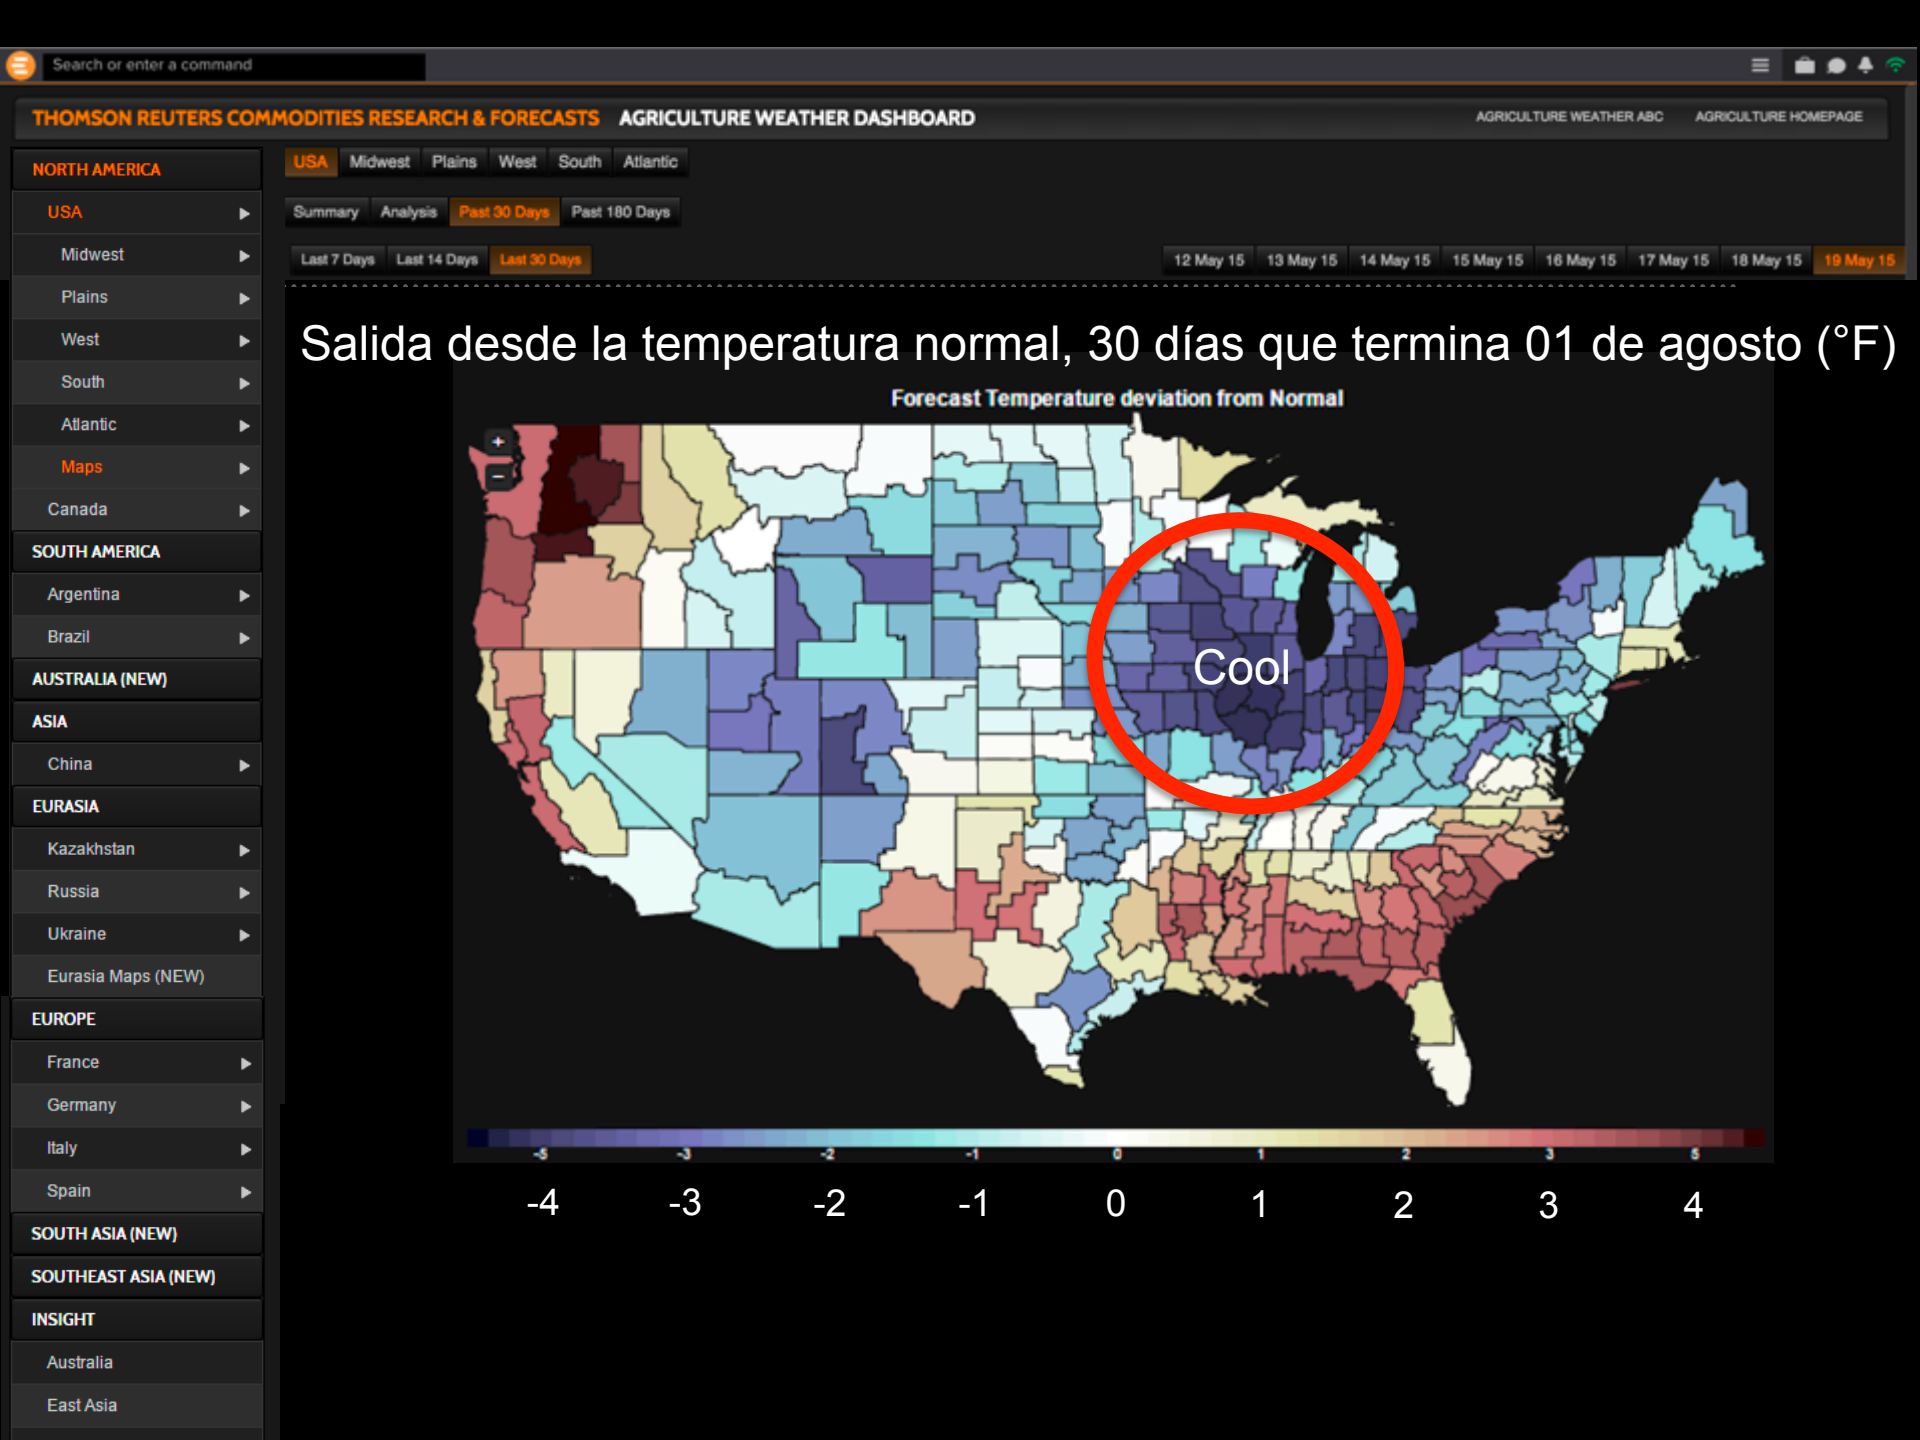 Search or enter a command
THOMSON REUTERS COMMODITIES RESEARCH & FORECASTS AGRICULTURE WEATHER DASHBOARD
AGRICULTURE WEATHER ABC AGRICULTURE HOMEPAGE
NORTH AMERICA
USA
Midwest
Plains
West
South
Atlantic
Maps
Canada
SOUTH AMERICA
Argentina
Brazil
AUSTRALIA (NEW)
ASIA
China
EURASIA
Kazakhstan
Russia
Ukraine
Eurasia Maps (NEW)
EUROPE
France
Germany
Italy
Spain
SOUTH ASIA (NEW)
SOUTHEAST ASIA (NEW)
INSIGHT
Australia
East Asia
USA Midwest Plains West South Atlantic
Summary Analysis Past 30 Days Past 180 Days
Last 7 Days Last 14 Days Last 30 Days
12 May 15 13 May 15 14 May 15 15 May 15 16 May 15 17 May 15 18 May 15 19 May 15
Salida desde la temperatura normal, 30 días que termina 01 de agosto (°F)
Forecast Temperature deviation from Normal
+
−
Cool
-5 -3 -2 -1 0 1 2 3 5
-4 -3 -2 -1 0 1 2 3 4